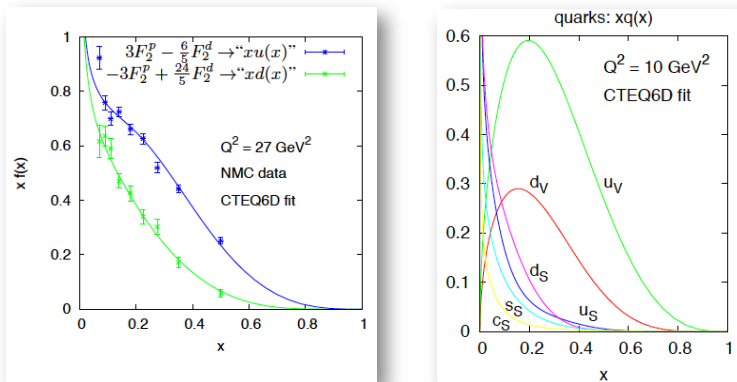 3F₂ᵖ − 6/5 F₂ᵈ → “xu(x)”
−3F₂ᵖ + 24/5 F₂ᵈ → “xd(x)”
Q² = 27 GeV²
NMC data
CTEQ6D fit
x f(x)
1
0.8
0.6
0.4
0.2
0
0 0.2 0.4 0.6 0.8 1
x
quarks: xq(x)
Q² = 10 GeV²
CTEQ6D fit
0.6
0.5
0.4
0.3
0.2
0.1
0
d_V
u_V
d_S
s_S
c_S
u_S
0 0.2 0.4 0.6 0.8 1
x